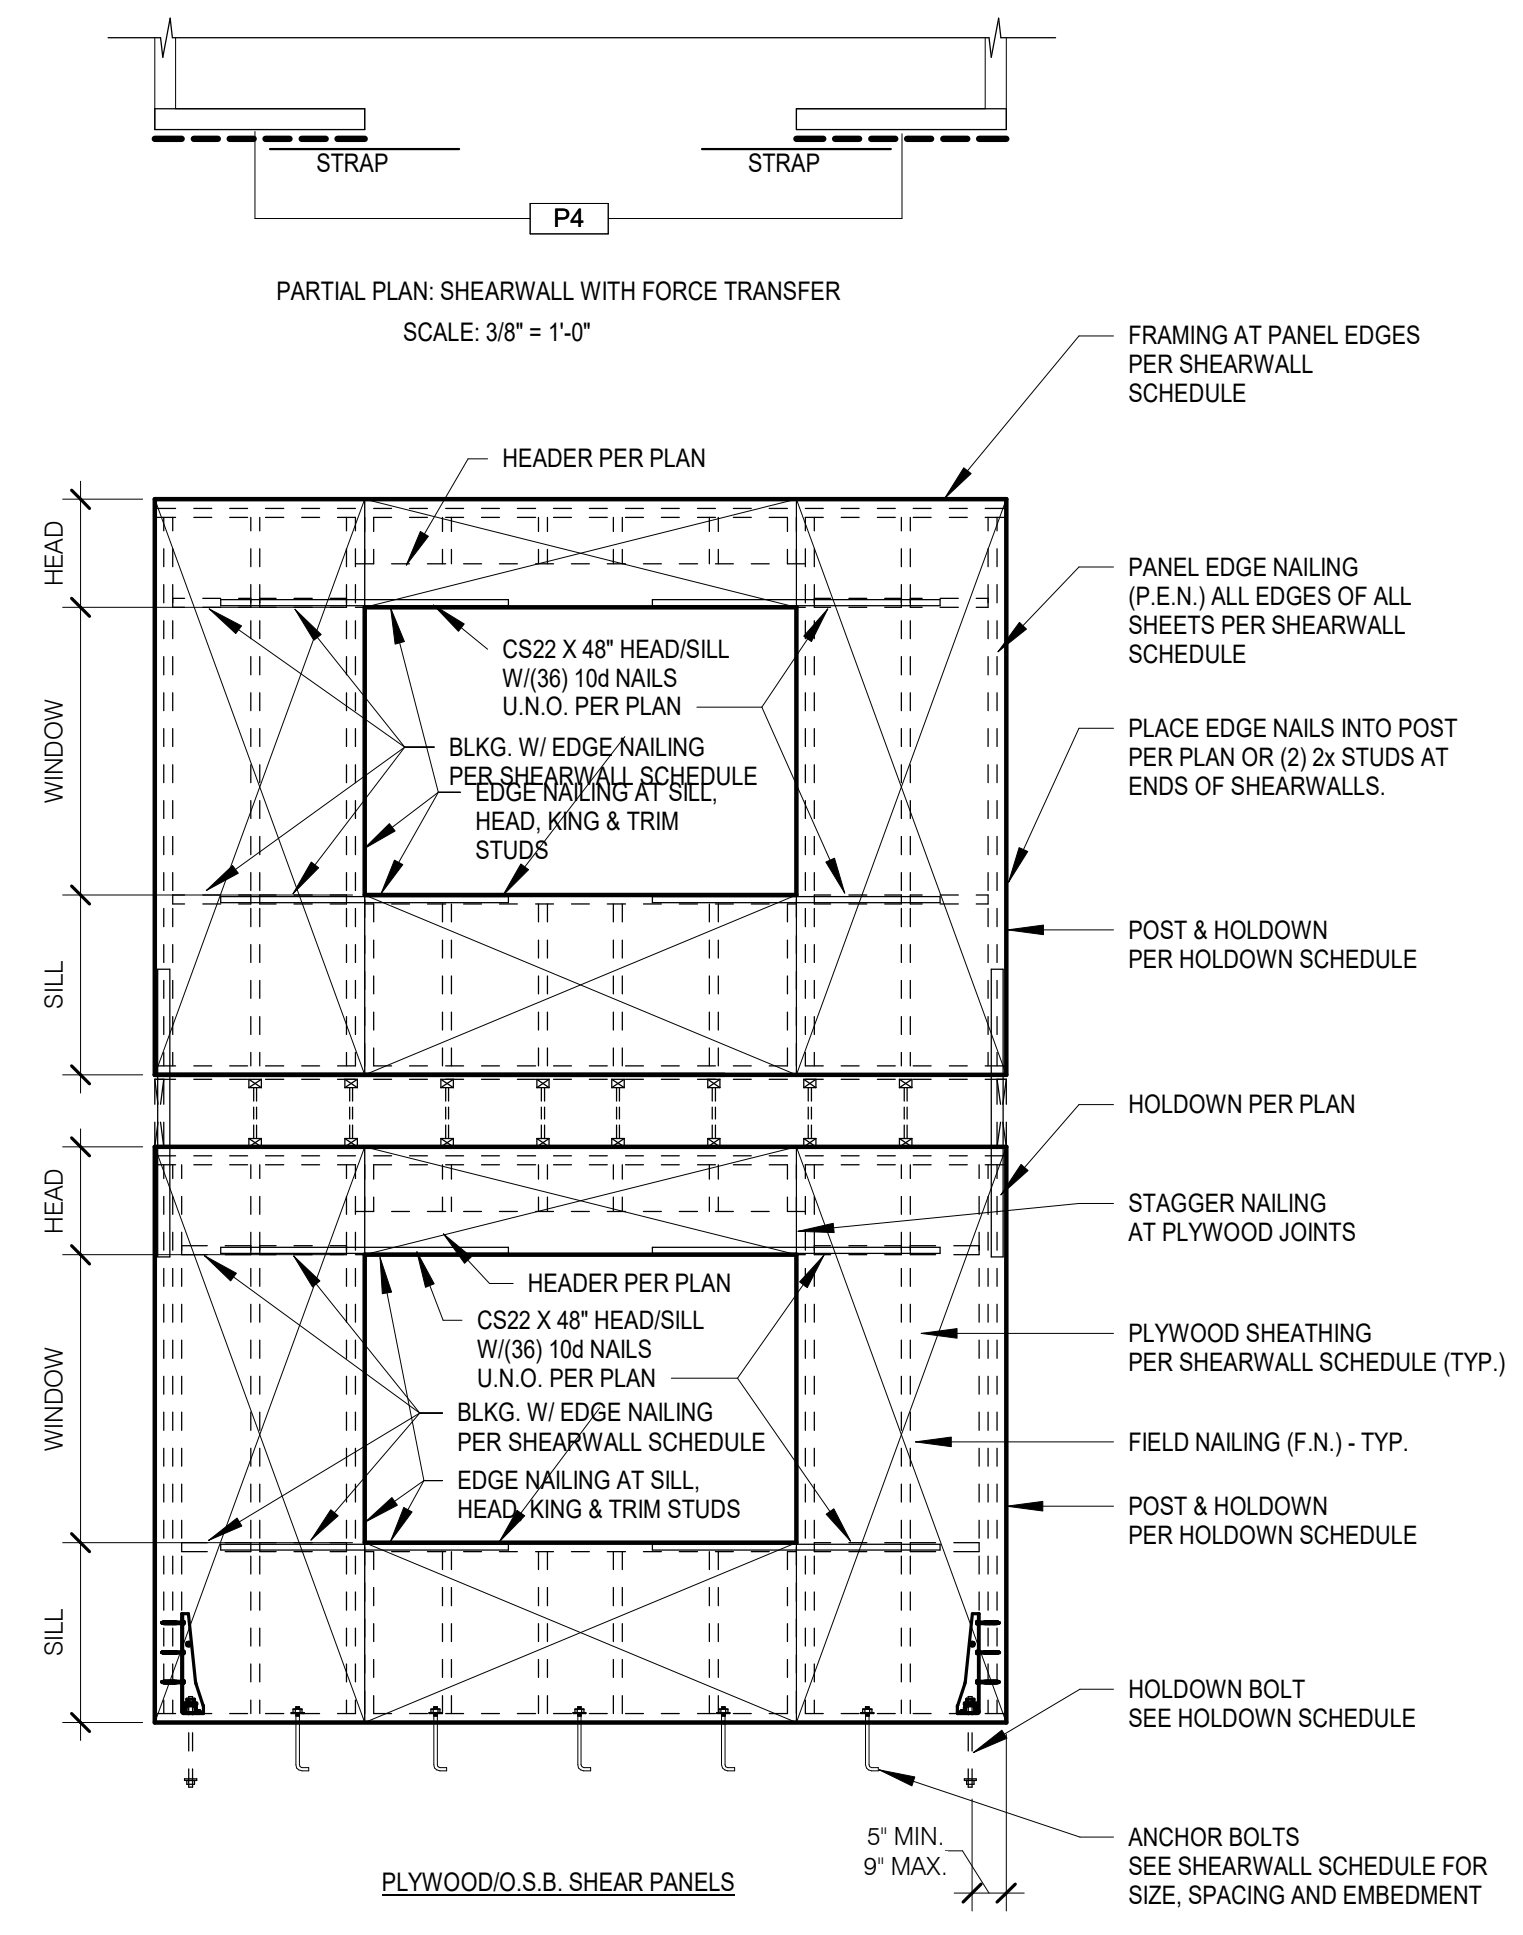 STRAP
STRAP
P4
PARTIAL PLAN: SHEARWALL WITH FORCE TRANSFER
SCALE: 3/8" = 1'-0"
FRAMING AT PANEL EDGES
PER SHEARWALL
SCHEDULE
HEADER PER PLAN
HEAD
PANEL EDGE NAILING
(P.E.N.) ALL EDGES OF ALL
SHEETS PER SHEARWALL
SCHEDULE
CS22 X 48" HEAD/SILL
W/(36) 10d NAILS
U.N.O. PER PLAN
WINDOW
BLKG. W/ EDGE NAILING
PER SHEARWALL SCHEDULE
EDGE NAILING AT SILL,
HEAD, KING & TRIM
STUDS
PLACE EDGE NAILS INTO POST
PER PLAN OR (2) 2x STUDS AT
ENDS OF SHEARWALLS.
POST & HOLDOWN
PER HOLDOWN SCHEDULE
SILL
HOLDOWN PER PLAN
HEAD
STAGGER NAILING
AT PLYWOOD JOINTS
HEADER PER PLAN
CS22 X 48" HEAD/SILL
W/(36) 10d NAILS
U.N.O. PER PLAN
PLYWOOD SHEATHING
PER SHEARWALL SCHEDULE (TYP.)
WINDOW
BLKG. W/ EDGE NAILING
PER SHEARWALL SCHEDULE
FIELD NAILING (F.N.) - TYP.
EDGE NAILING AT SILL,
HEAD, KING & TRIM STUDS
POST & HOLDOWN
PER HOLDOWN SCHEDULE
SILL
HOLDOWN BOLT
SEE HOLDOWN SCHEDULE
5" MIN.
9" MAX.
ANCHOR BOLTS
SEE SHEARWALL SCHEDULE FOR
SIZE, SPACING AND EMBEDMENT
PLYWOOD/O.S.B. SHEAR PANELS